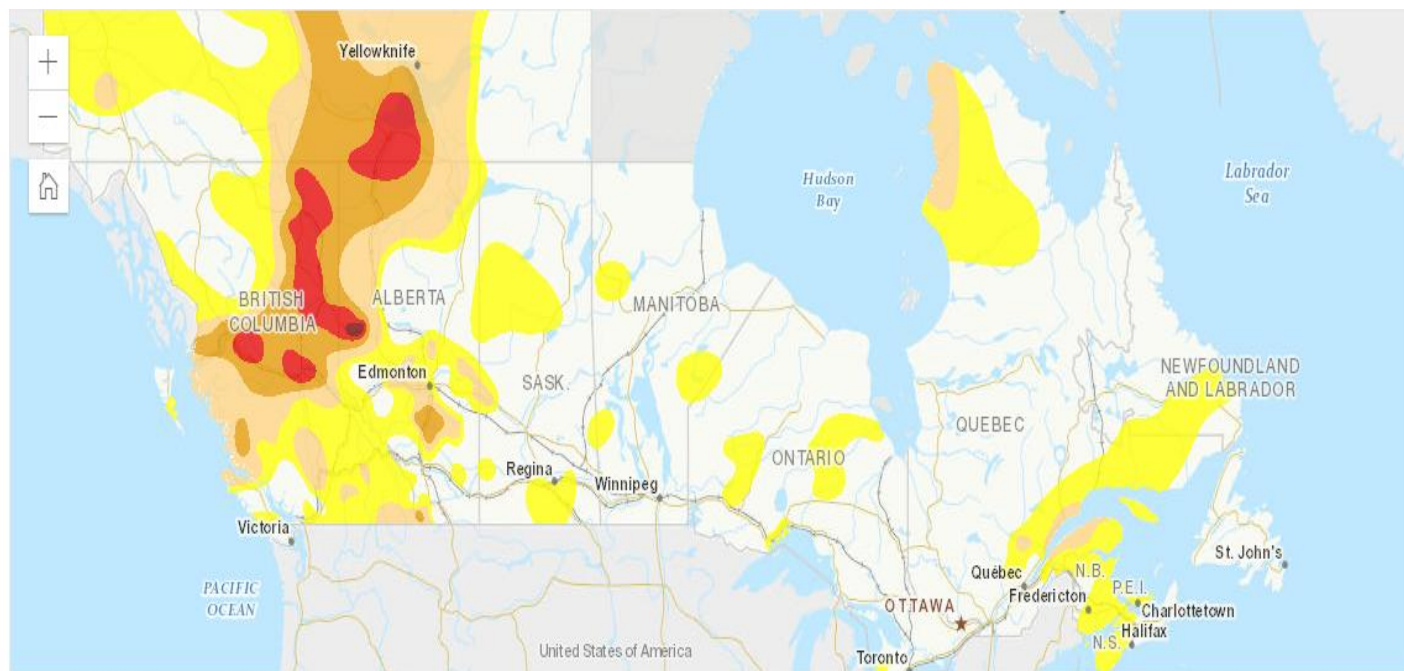 +
Yellowknife
−
Hudson
Bay
Labrador
Sea
BRITISH
COLUMBIA
ALBERTA
MANITOBA
Edmonton
SASK.
NEWFOUNDLAND
AND LABRADOR
QUEBEC
ONTARIO
Regina
Winnipeg
Victoria
St. John's
PACIFIC
OCEAN
Québec
N.B.
P.E.I.
Fredericton
Charlottetown
OTTAWA
N.S.
Halifax
United States of America
Toronto